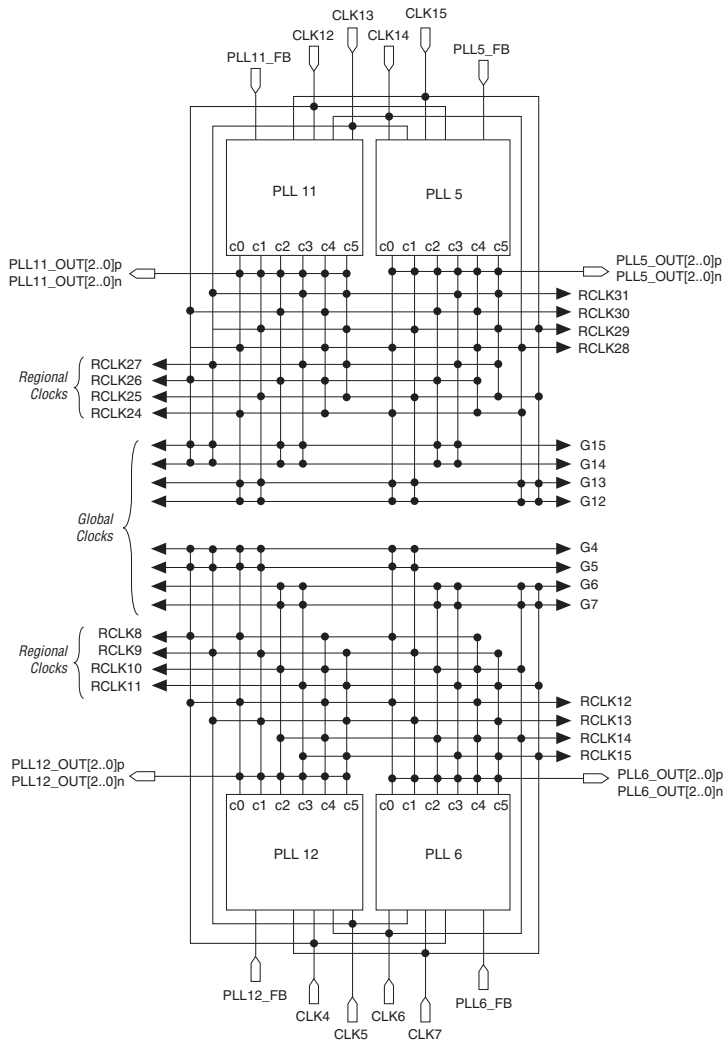 CLK13
CLK15
CLK12
CLK14
PLL11_FB
PLL5_FB
PLL 11
PLL 5
c0 c1 c2 c3 c4 c5
c0 c1 c2 c3 c4 c5
PLL11_OUT[2..0]p
PLL11_OUT[2..0]n
PLL5_OUT[2..0]p
PLL5_OUT[2..0]n
RCLK31
RCLK30
RCLK29
RCLK28
Regional
Clocks
RCLK27
RCLK26
RCLK25
RCLK24
G15
G14
G13
G12
Global
Clocks
G4
G5
G6
G7
Regional
Clocks
RCLK8
RCLK9
RCLK10
RCLK11
RCLK12
RCLK13
RCLK14
RCLK15
PLL12_OUT[2..0]p
PLL12_OUT[2..0]n
PLL6_OUT[2..0]p
PLL6_OUT[2..0]n
c0 c1 c2 c3 c4 c5
c0 c1 c2 c3 c4 c5
PLL 12
PLL 6
PLL12_FB
PLL6_FB
CLK4
CLK6
CLK5
CLK7